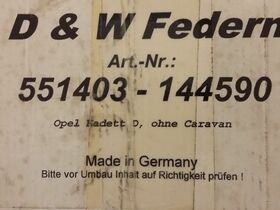 D & W Federn
Art.-Nr.:
551403 - 144590
Opel Kadett D, ohne Caravan
Made in Germany
Bitte vor Umbau Inhalt auf Richtigkeit prüfen !